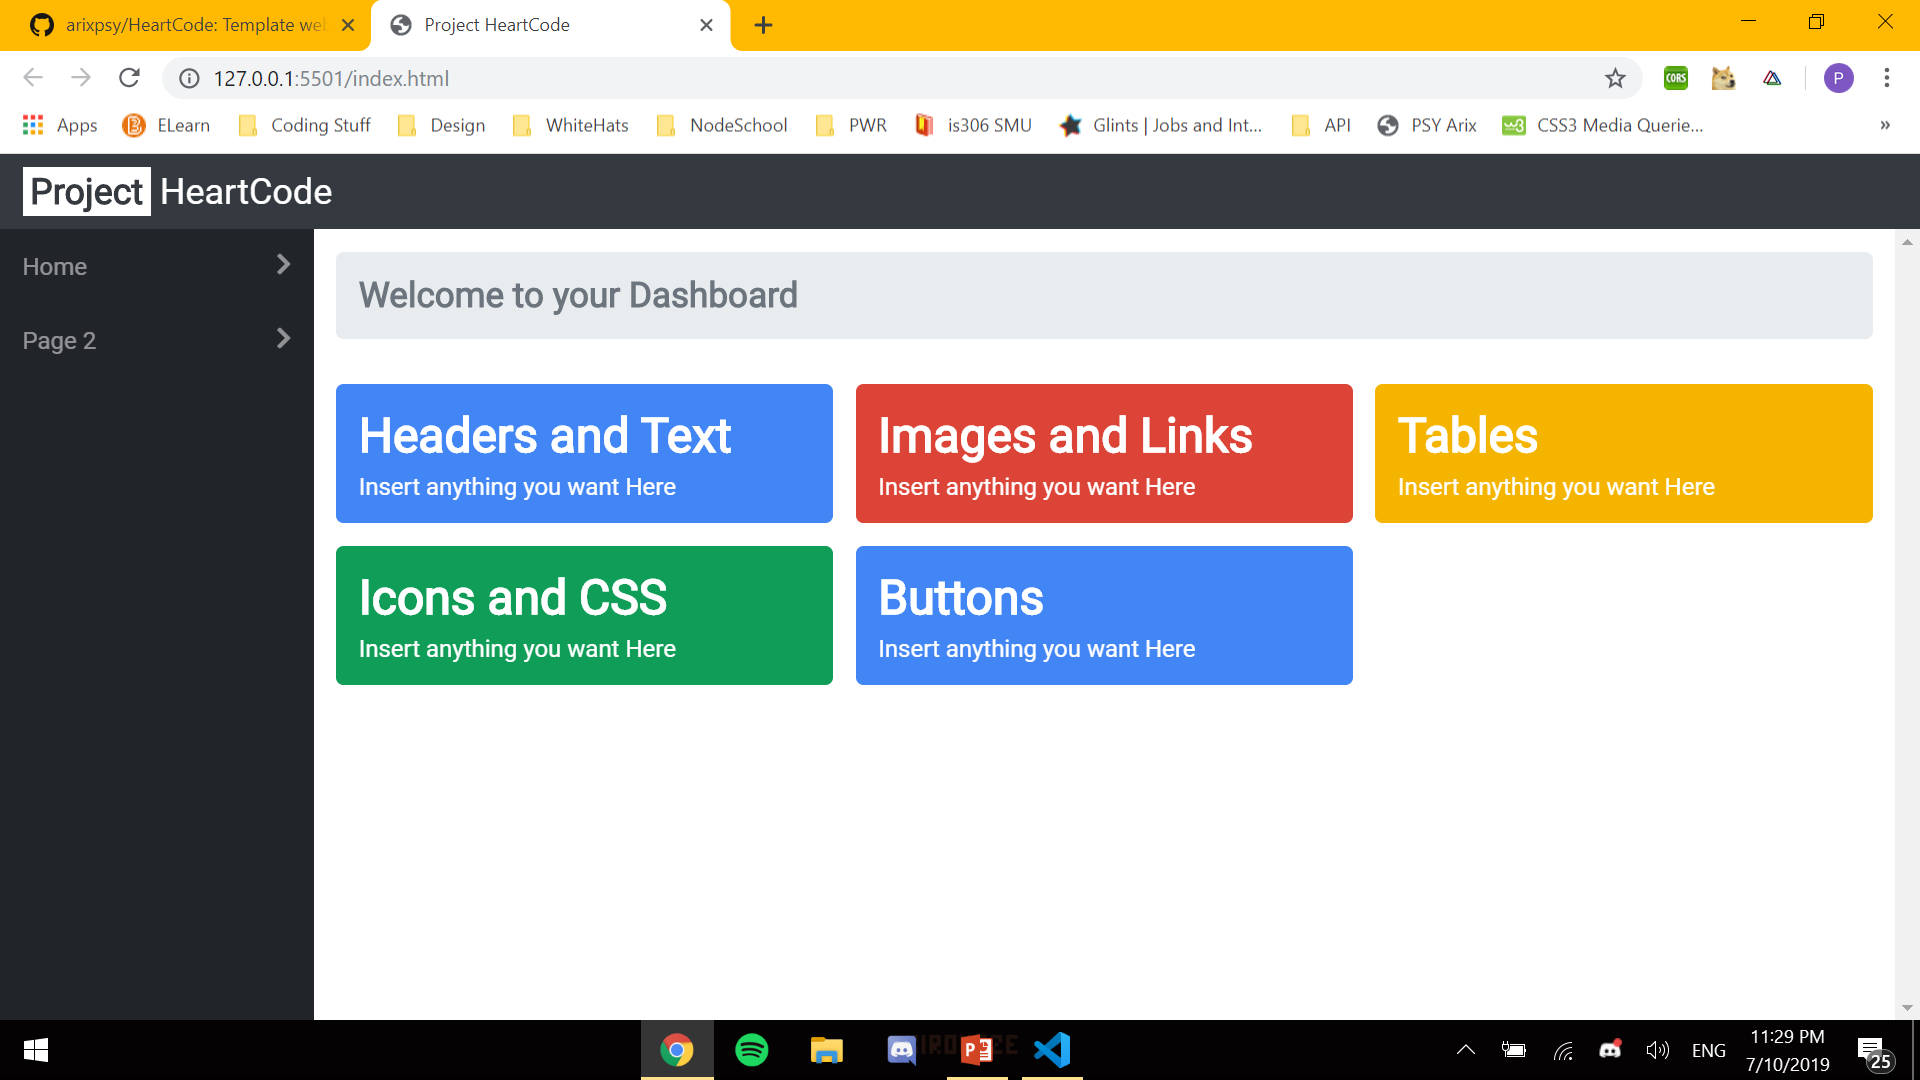 arixpsy/HeartCode: Template we
Project HeartCode
127.0.0.1:5501/index.html
CORS
P
Apps
ELearn
Coding Stuff
Design
WhiteHats
NodeSchool
PWR
is306 SMU
Glints | Jobs and Int...
API
PSY Arix
CSS3 Media Querie...
»
Project HeartCode
Home
Page 2
Welcome to your Dashboard
Headers and Text
Insert anything you want Here
Images and Links
Insert anything you want Here
Tables
Insert anything you want Here
Icons and CSS
Insert anything you want Here
Buttons
Insert anything you want Here
ENG
11:29 PM
7/10/2019
25